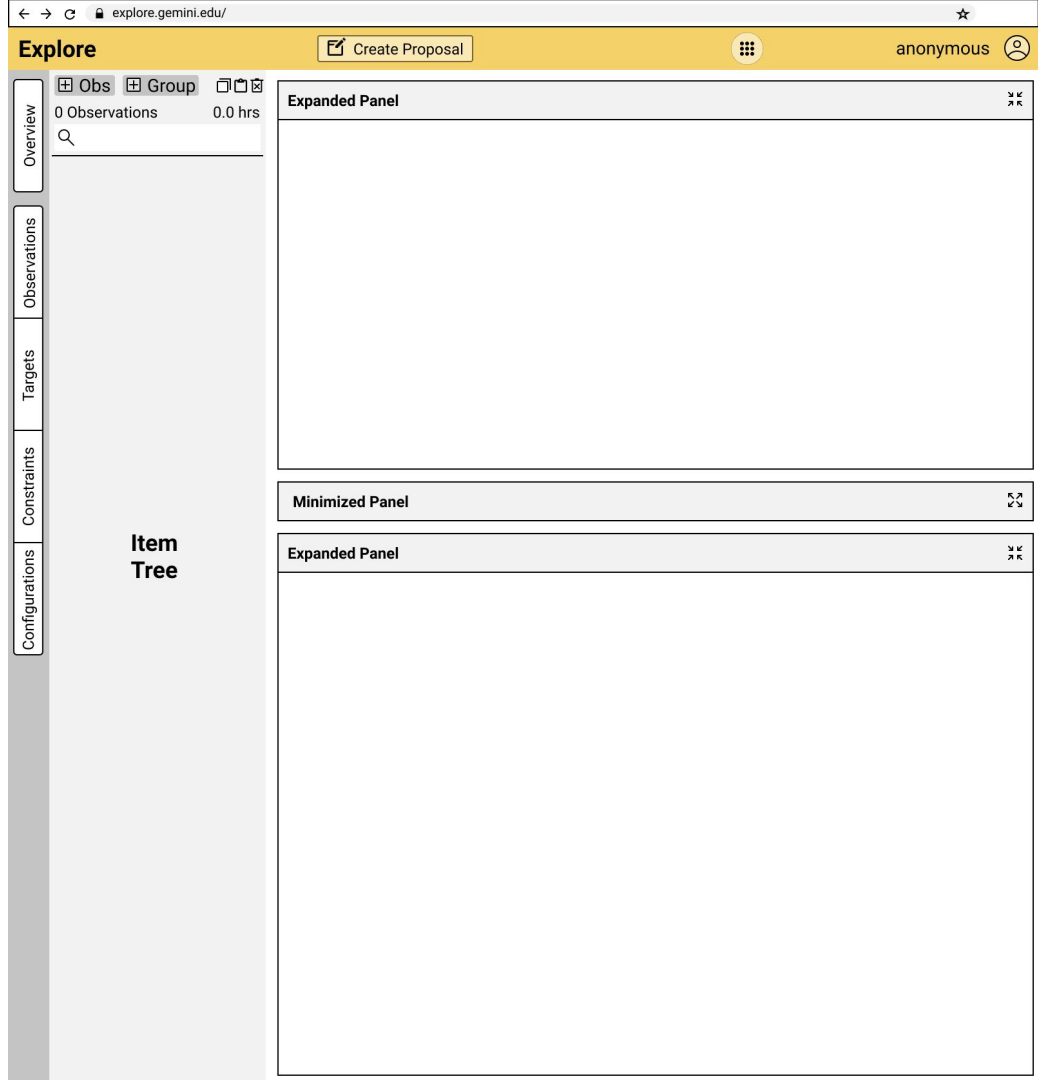 explore.gemini.edu/
Explore
Create Proposal
anonymous
Overview
Observations
Targets
Constraints
Configurations
Obs
Group
0 Observations
0.0 hrs
Item
Tree
Expanded Panel
Minimized Panel
Expanded Panel